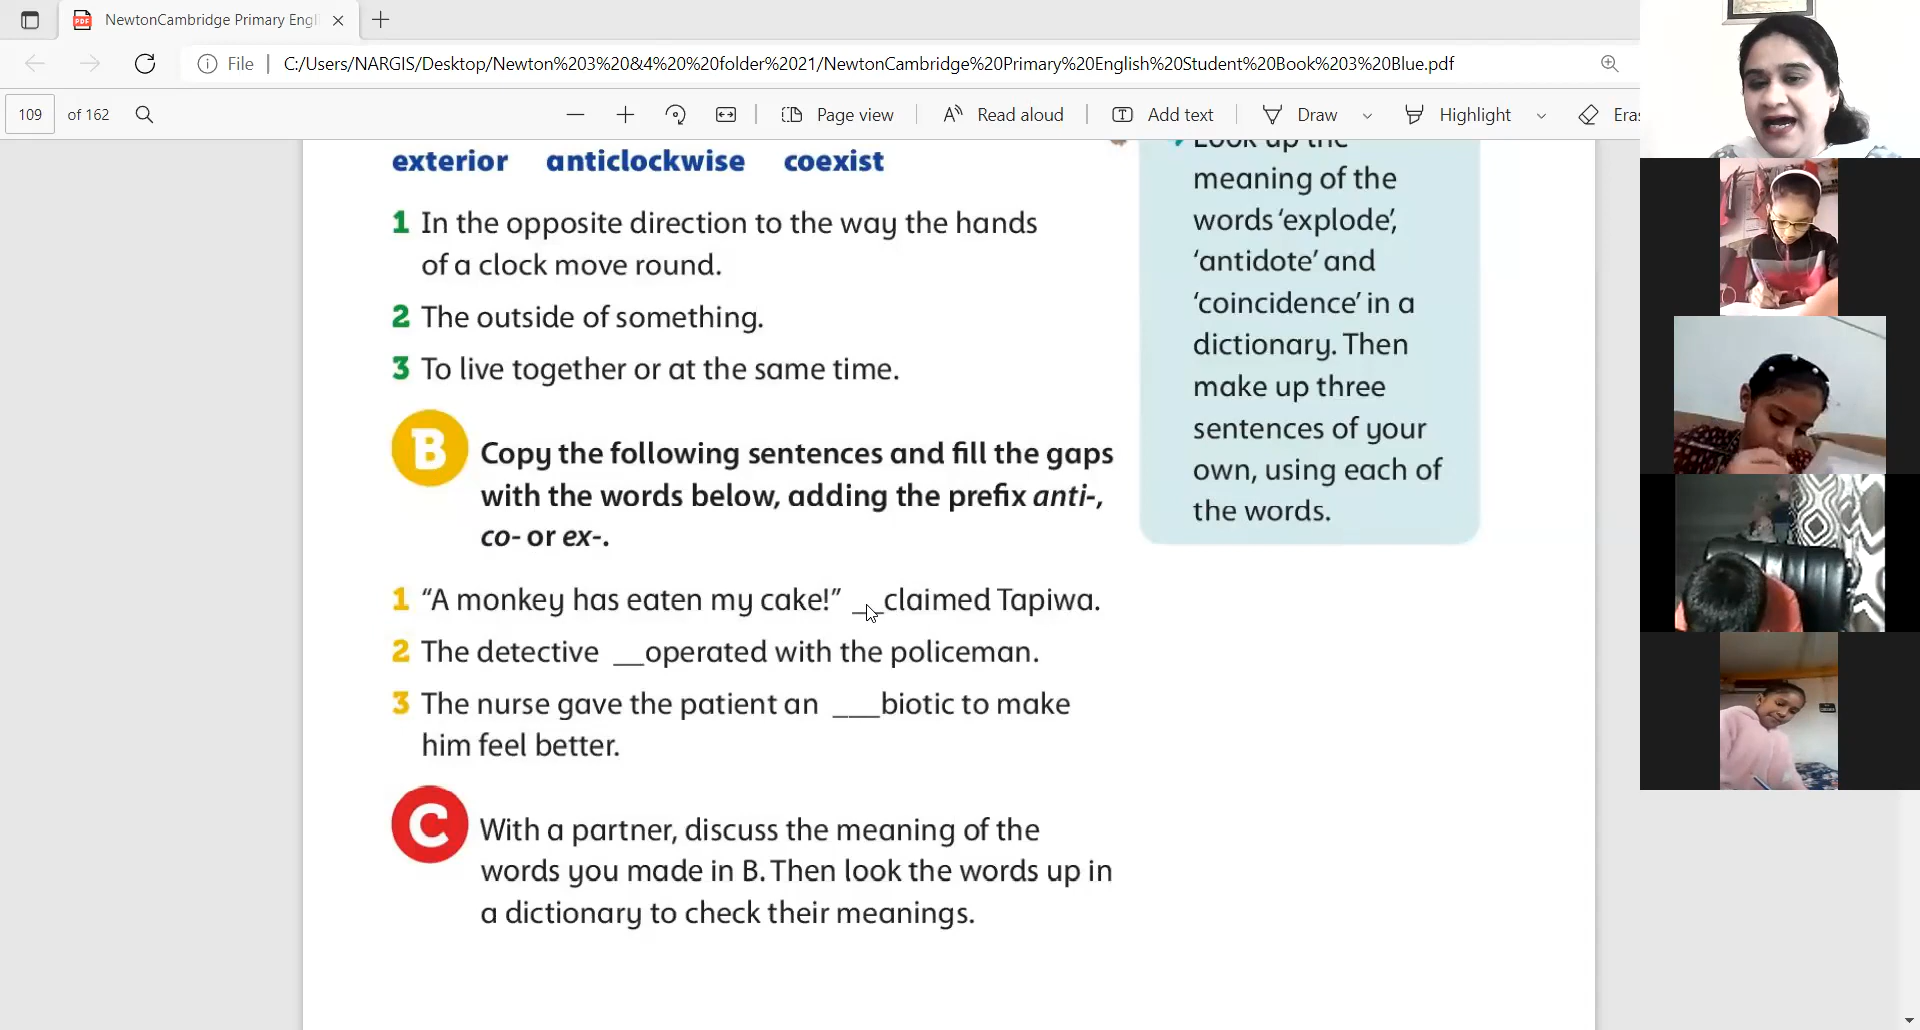 NewtonCambridge Primary Engl
File C:/Users/NARGIS/Desktop/Newton%203%20&4%20%20folder%2021/NewtonCambridge%20Primary%20English%20Student%20Book%203%20Blue.pdf
109 of 162 Page view Read aloud Add text Draw Highlight Eras
exterior anticlockwise coexist
1 In the opposite direction to the way the hands
of a clock move round.
2 The outside of something.
3 To live together or at the same time.
B Copy the following sentences and fill the gaps
with the words below, adding the prefix anti-,
co- or ex-.
1 “A monkey has eaten my cake!” __claimed Tapiwa.
2 The detective __operated with the policeman.
3 The nurse gave the patient an ___biotic to make
him feel better.
C With a partner, discuss the meaning of the
words you made in B. Then look the words up in
a dictionary to check their meanings.
Look up the
meaning of the
words ‘explode’,
‘antidote’ and
‘coincidence’ in a
dictionary. Then
make up three
sentences of your
own, using each of
the words.